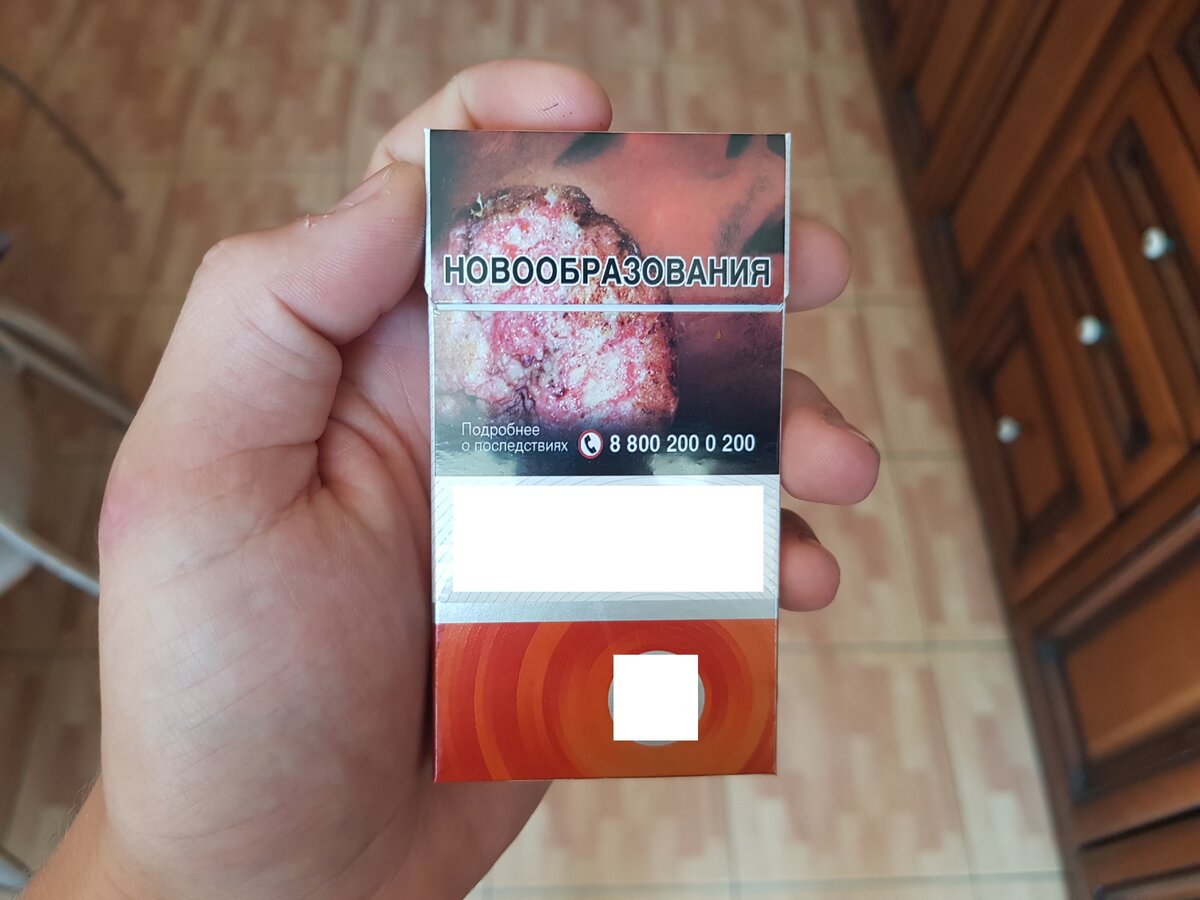 НОВООБРАЗОВАНИЯ
Подробнее
о последствиях 8 800 200 0 200